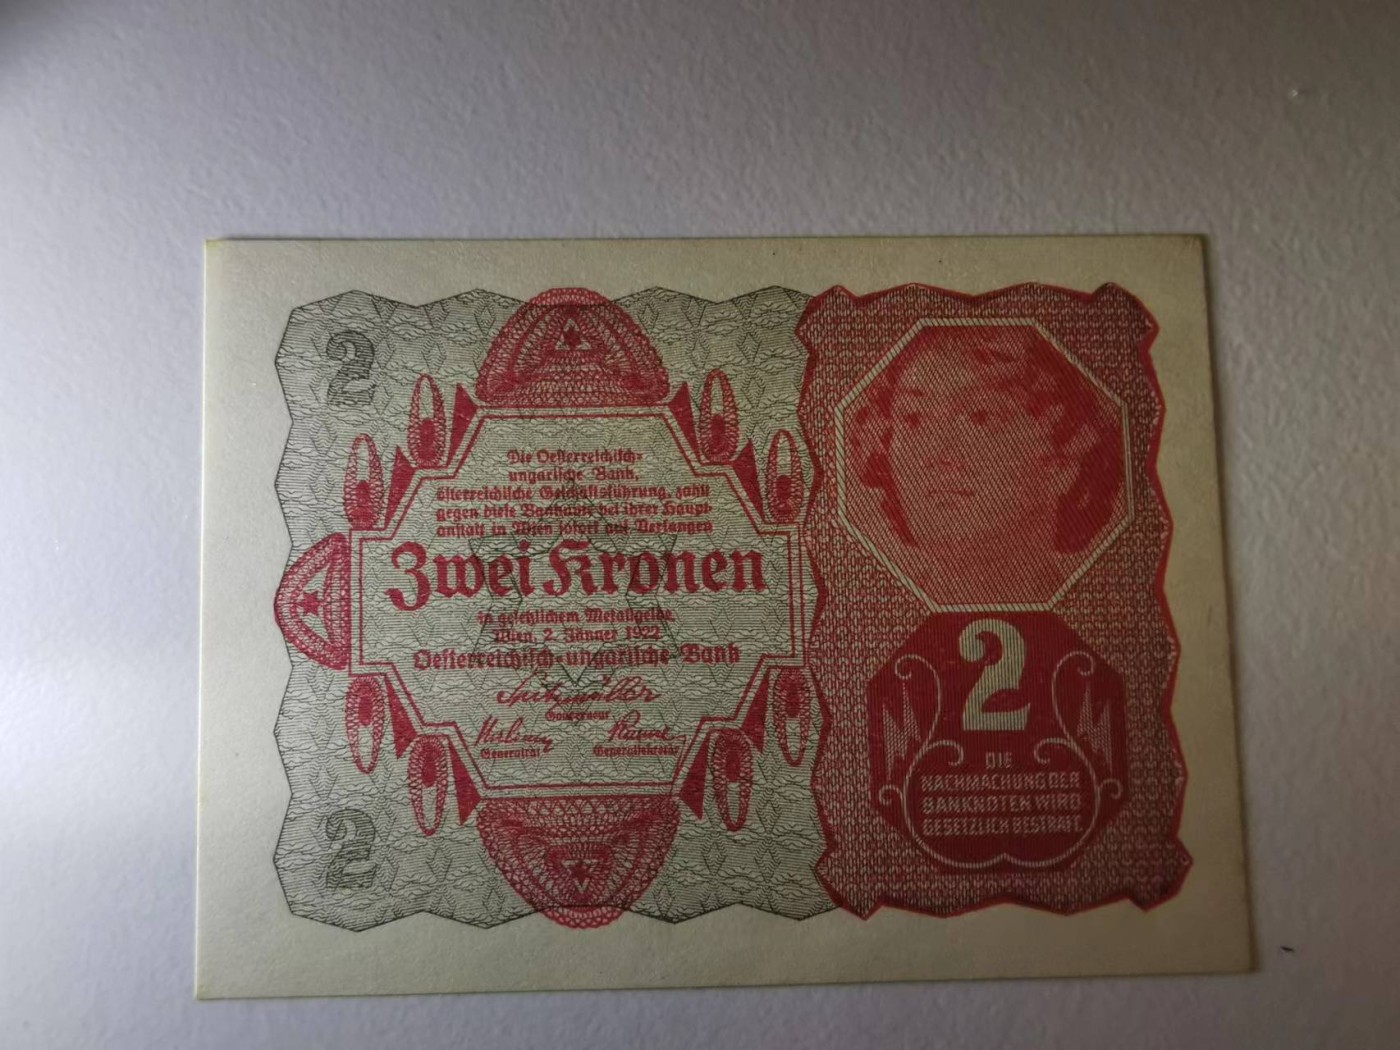 2
Die Oesterreichisch-
ungarische Bank,
österreichische Geschäftsführung, zahlt
gegen diese Banknote bei ihrer Haupt-
anstalt in Wien sofort auf Verlangen
Zwei Kronen
in gesetzlichem Metallgelde.
Wien, 2. Jänner 1922
Oesterreichisch-ungarische Bank
Gouverneur
Generalrat
Generalsekretär
2
2
DIE
NACHMACHUNG DER
BANKNOTEN WIRD
GESETZLICH BESTRAFT.